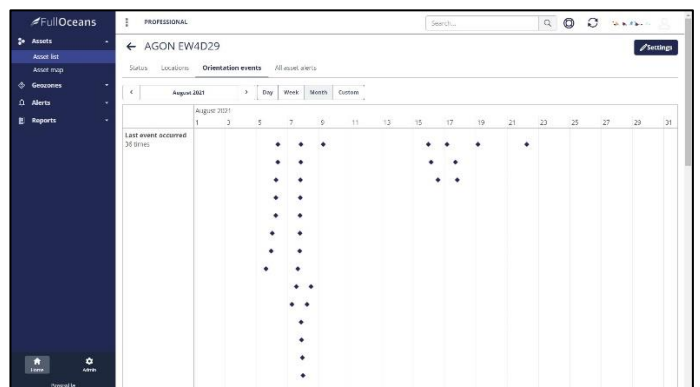 FullOceans
PROFESSIONAL
Search...
Assets
Asset list
Asset map
Geozones
Alerts
Reports
AGON EW4D29
Settings
Status Locations Orientation events All asset alerts
August 2021 Day Week Month Custom
August 2021
1 3 5 7 9 11 13 15 17 19 21 23 25 27 29 31
Last event occurred
36 times
Home Admin